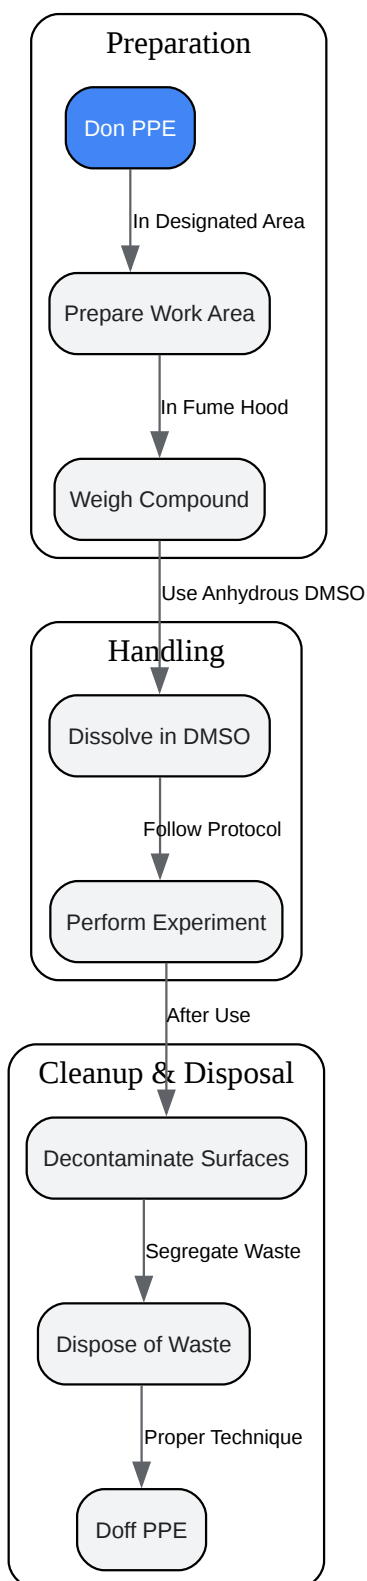 Preparation
Don PPE
In Designated Area
Prepare Work Area
In Fume Hood
Weigh Compound
Use Anhydrous DMSO
Handling
Dissolve in DMSO
Follow Protocol
Perform Experiment
After Use
Cleanup & Disposal
Decontaminate Surfaces
Segregate Waste
Dispose of Waste
Proper Technique
Doff PPE